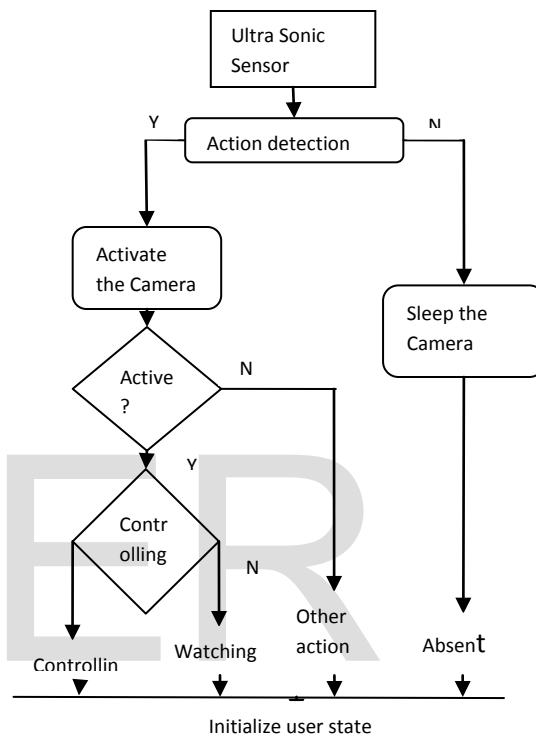 Ultra Sonic
Sensor
Y
N
Action detection
Activate
the Camera
Sleep the
Camera
N
Active
?
Y
Contr
olling
N
Other
action
Absent
Watching
Controllin
Initialize user state
ER